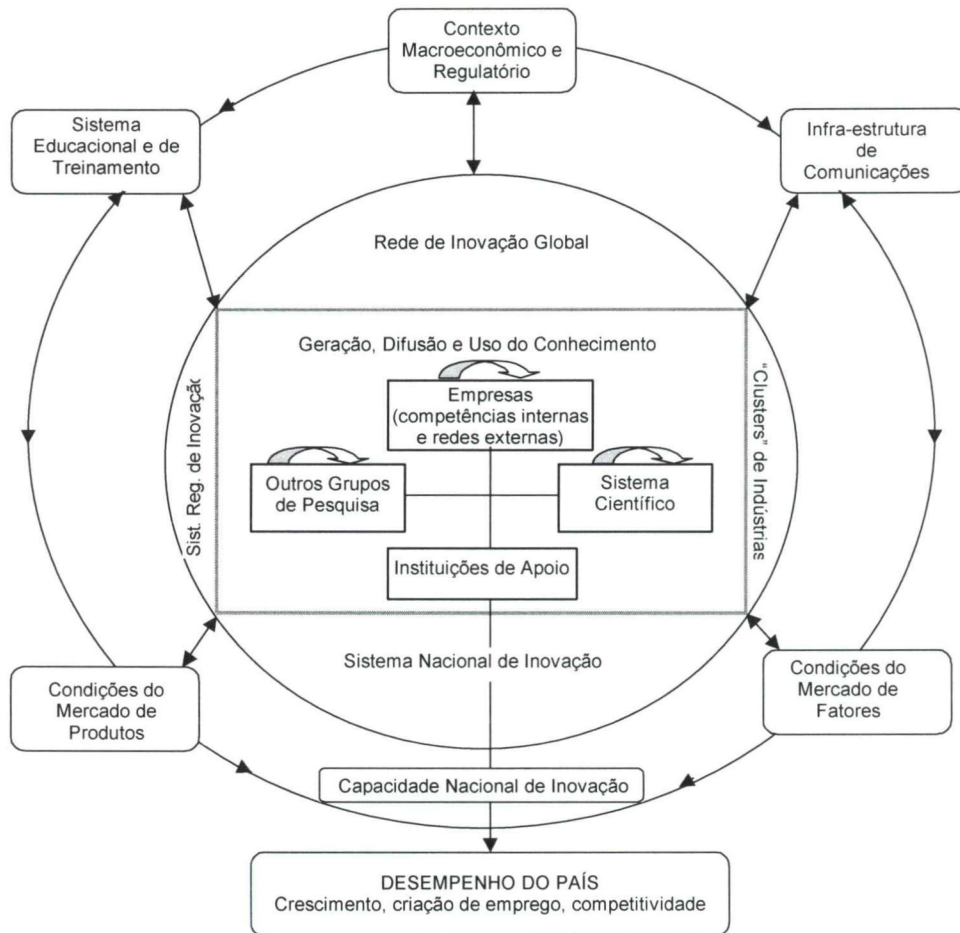 Contexto
Macroeconômico e
Regulatório
Sistema
Educacional e de
Treinamento
Infra-estrutura
de
Comunicações
Rede de Inovação Global
Geração, Difusão e Uso do Conhecimento
Sist. Reg. de Inovação
"Clusters" de Indústrias
Empresas
(competências internas
e redes externas)
Outros Grupos
de Pesquisa
Sistema
Científico
Instituições de Apoio
Sistema Nacional de Inovação
Condições do
Mercado de
Produtos
Condições do
Mercado de
Fatores
Capacidade Nacional de Inovação
DESEMPENHO DO PAÍS
Crescimento, criação de emprego, competitividade